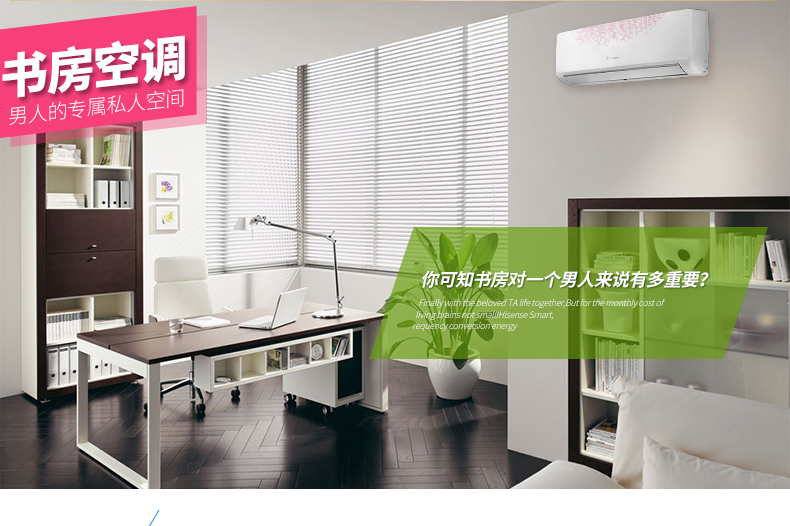 书房空调
男人的专属私人空间
你可知书房对一个男人来说有多重要?
Finally with the beloved TA life together,But for the monthly cost of
living brains not small!Hisense Smart,
requency conversion energy